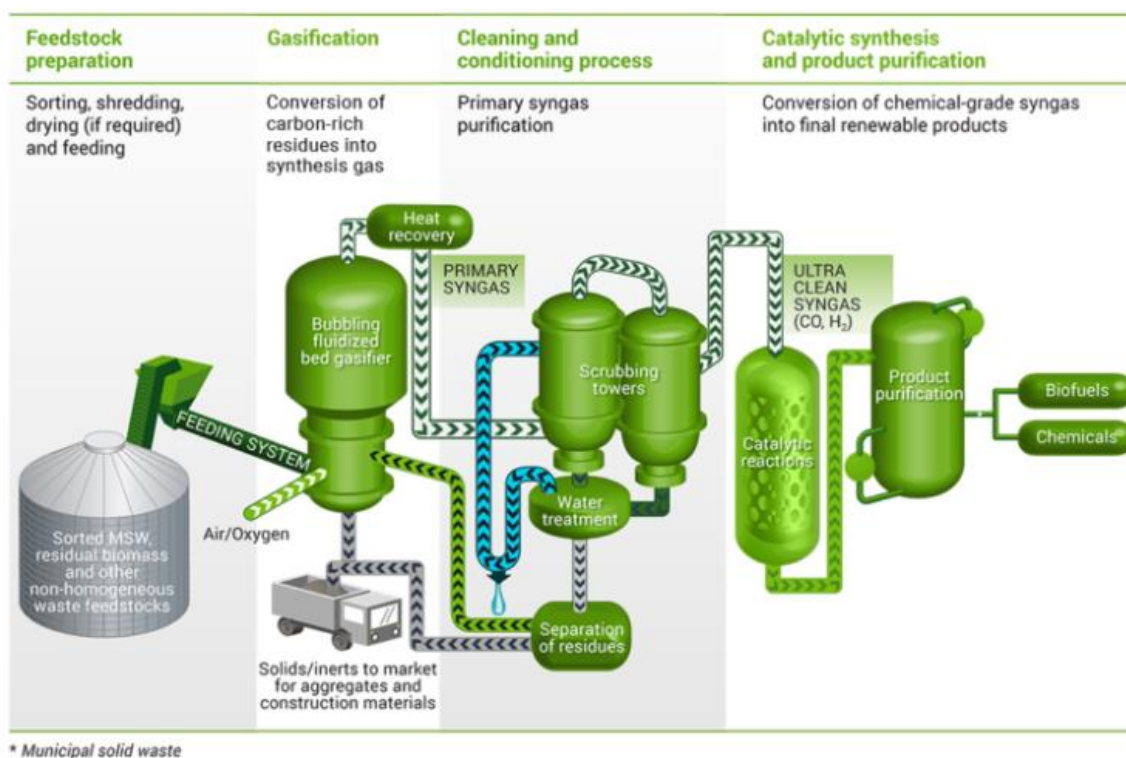 Feedstock
preparation
Gasification
Cleaning and
conditioning process
Catalytic synthesis
and product purification
Sorting, shredding,
drying (if required)
and feeding
Conversion of
carbon-rich
residues into
synthesis gas
Primary syngas
purification
Conversion of chemical-grade syngas
into final renewable products
Heat
recovery
PRIMARY
SYNGAS
ULTRA
CLEAN
SYNGAS
(CO, H₂)
Bubbling
fluidized
bed gasifier
Scrubbing
towers
Product
purification
Biofuels
Chemicals
FEEDING SYSTEM
Catalytic
reactions
Water
treatment
Air/Oxygen
Sorted MSW,
residual biomass
and other
non-homogeneous
waste feedstocks
Separation
of residues
Solids/inerts to market
for aggregates and
construction materials
* Municipal solid waste